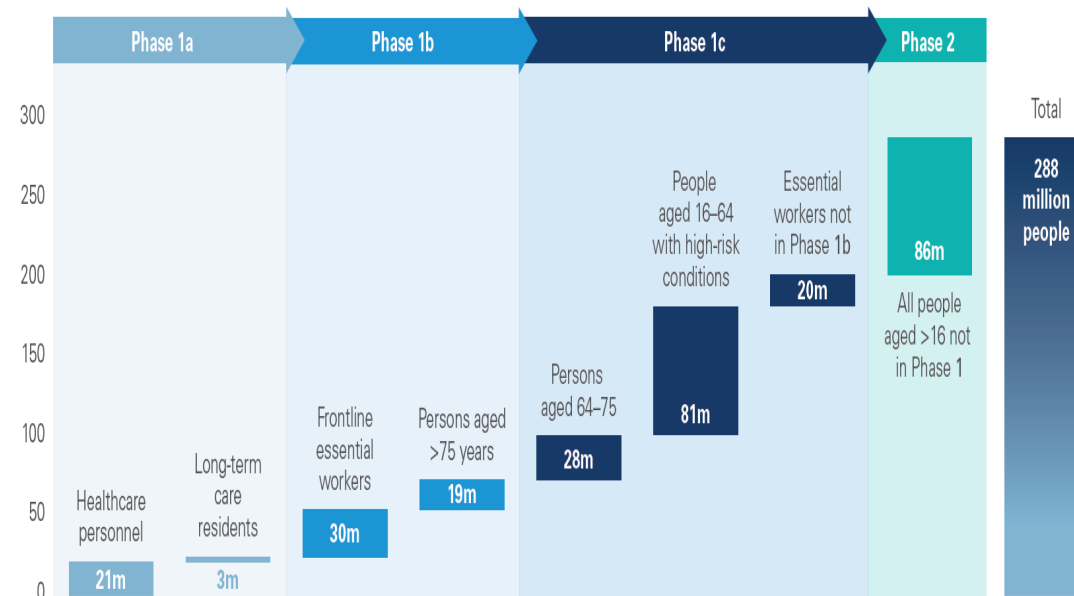 Phase 1a
Phase 1b
Phase 1c
Phase 2
300
250
200
150
100
50
0
Healthcare
personnel
21m
Long-term
care
residents
3m
Frontline
essential
workers
30m
Persons aged
>75 years
19m
Persons
aged 64–75
28m
People
aged 16–64
with high-risk
conditions
81m
Essential
workers not
in Phase 1b
20m
86m
All people
aged >16 not
in Phase 1
Total
288
million
people